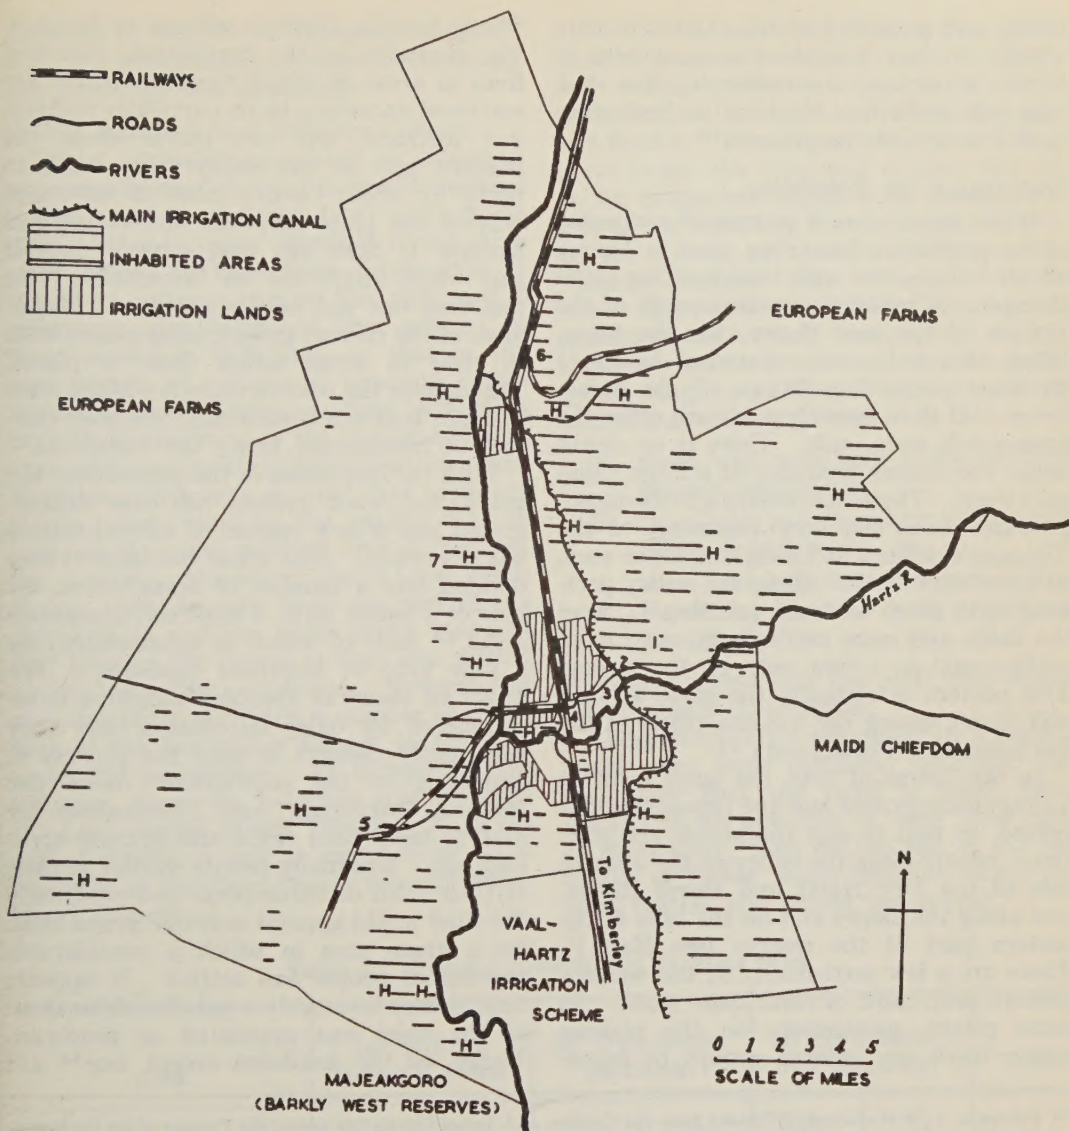 RAILWAYS
ROADS
RIVERS
MAIN IRRIGATION CANAL
INHABITED AREAS
IRRIGATION LANDS
EUROPEAN FARMS
EUROPEAN FARMS
H
H
6
H
H
H
H
H
H
H
7
H
Hartz R.
1
H
2
3
4
H
MAIDI CHIEFDOM
5
H
H
H
H
To Kimberley
N
VAAL-
HARTZ
IRRIGATION
SCHEME
H
H
H
0 1 2 3 4 5
SCALE OF MILES
MAJEAKGORO
(BARKLY WEST RESERVES)